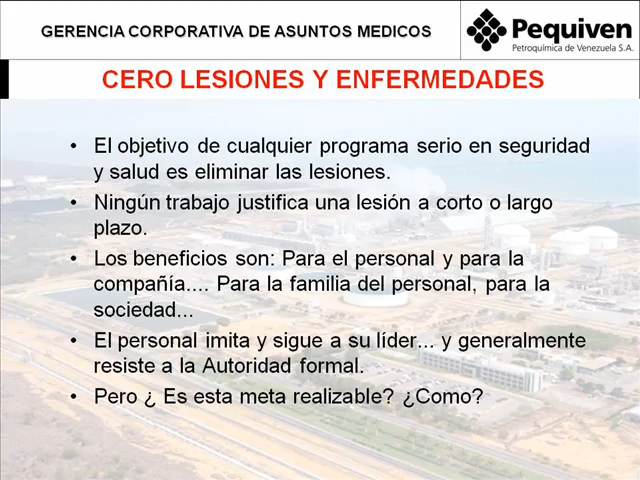 GERENCIA CORPORATIVA DE ASUNTOS MEDICOS
Pequiven
Petroquímica de Venezuela S.A.
CERO LESIONES Y ENFERMEDADES
• El objetivo de cualquier programa serio en seguridad
y salud es eliminar las lesiones.
• Ningún trabajo justifica una lesión a corto o largo
plazo.
• Los beneficios son: Para el personal y para la
compañía.... Para la familia del personal, para la
sociedad...
• El personal imita y sigue a su líder... y generalmente
resiste a la Autoridad formal.
• Pero ¿ Es esta meta realizable? ¿Como?